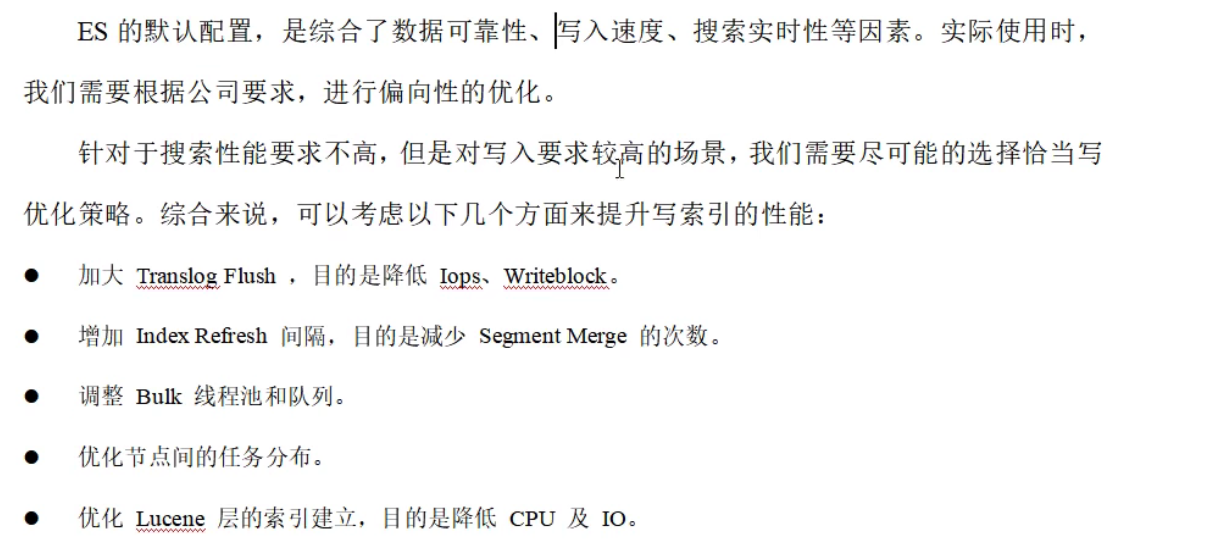 ES 的默认配置，是综合了数据可靠性、写入速度、搜索实时性等因素。实际使用时，
我们需要根据公司要求，进行偏向性的优化。
针对于搜索性能要求不高，但是对写入要求较高的场景，我们需要尽可能的选择恰当写
优化策略。综合来说，可以考虑以下几个方面来提升写索引的性能：
● 加大 Translog Flush ，目的是降低 Iops、Writeblock。
● 增加 Index Refresh 间隔，目的是减少 Segment Merge 的次数。
● 调整 Bulk 线程池和队列。
● 优化节点间的任务分布。
● 优化 Lucene 层的索引建立，目的是降低 CPU 及 IO。